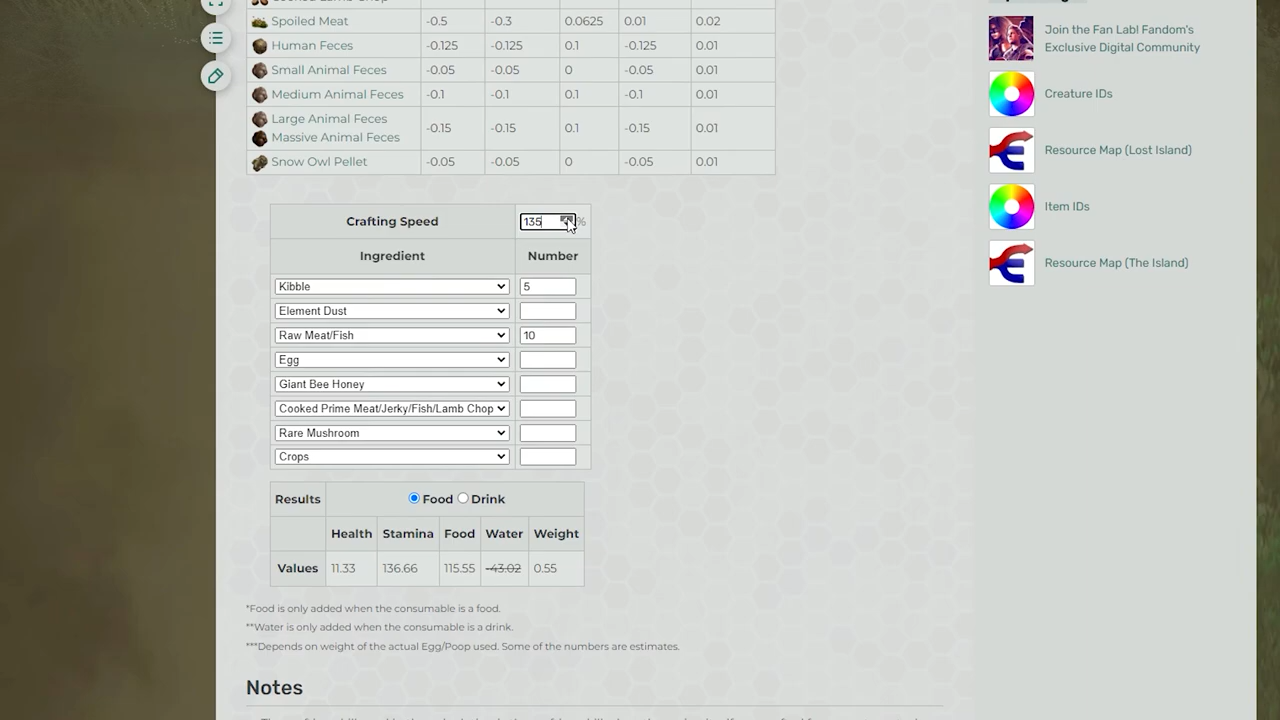 Spoiled Meat -0.5 -0.3 0.0625 0.01 0.02
Human Feces -0.125 -0.125 0.1 -0.125 0.01
Small Animal Feces -0.05 -0.05 0 -0.05 0.01
Medium Animal Feces -0.1 -0.1 0.1 -0.1 0.01
Large Animal Feces
Massive Animal Feces -0.15 -0.15 0.1 -0.15 0.01
Snow Owl Pellet -0.05 -0.05 0 -0.05 0.01
Crafting Speed 135 %
Ingredient Number
Kibble 5
Element Dust
Raw Meat/Fish 10
Egg
Giant Bee Honey
Cooked Prime Meat/Jerky/Fish/Lamb Chop
Rare Mushroom
Crops
Results Food Drink
Health Stamina Food Water Weight
Values 11.33 136.66 115.55 -43.02 0.55
*Food is only added when the consumable is a food.
**Water is only added when the consumable is a drink.
***Depends on weight of the actual Egg/Poop used. Some of the numbers are estimates.
Notes
Join the Fan Lab! Fandom's
Exclusive Digital Community
Creature IDs
Resource Map (Lost Island)
Item IDs
Resource Map (The Island)